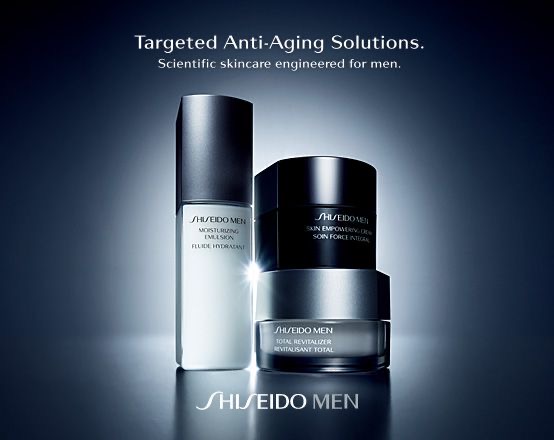 Targeted Anti-Aging Solutions.
Scientific skincare engineered for men.
SHISEIDO MEN
MOISTURIZING
EMULSION
FLUIDE HYDRATANT
SHISEIDO MEN
SKIN EMPOWERING CREAM
SOIN FORCE INTÉGRAL
SHISEIDO MEN
TOTAL REVITALIZER
REVITALISANT TOTAL
SHISEIDO MEN